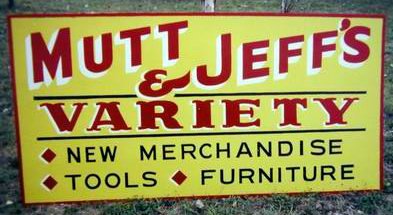 MUTT & JEFF'S
VARIETY
◆ NEW MERCHANDISE
◆ TOOLS ◆ FURNITURE